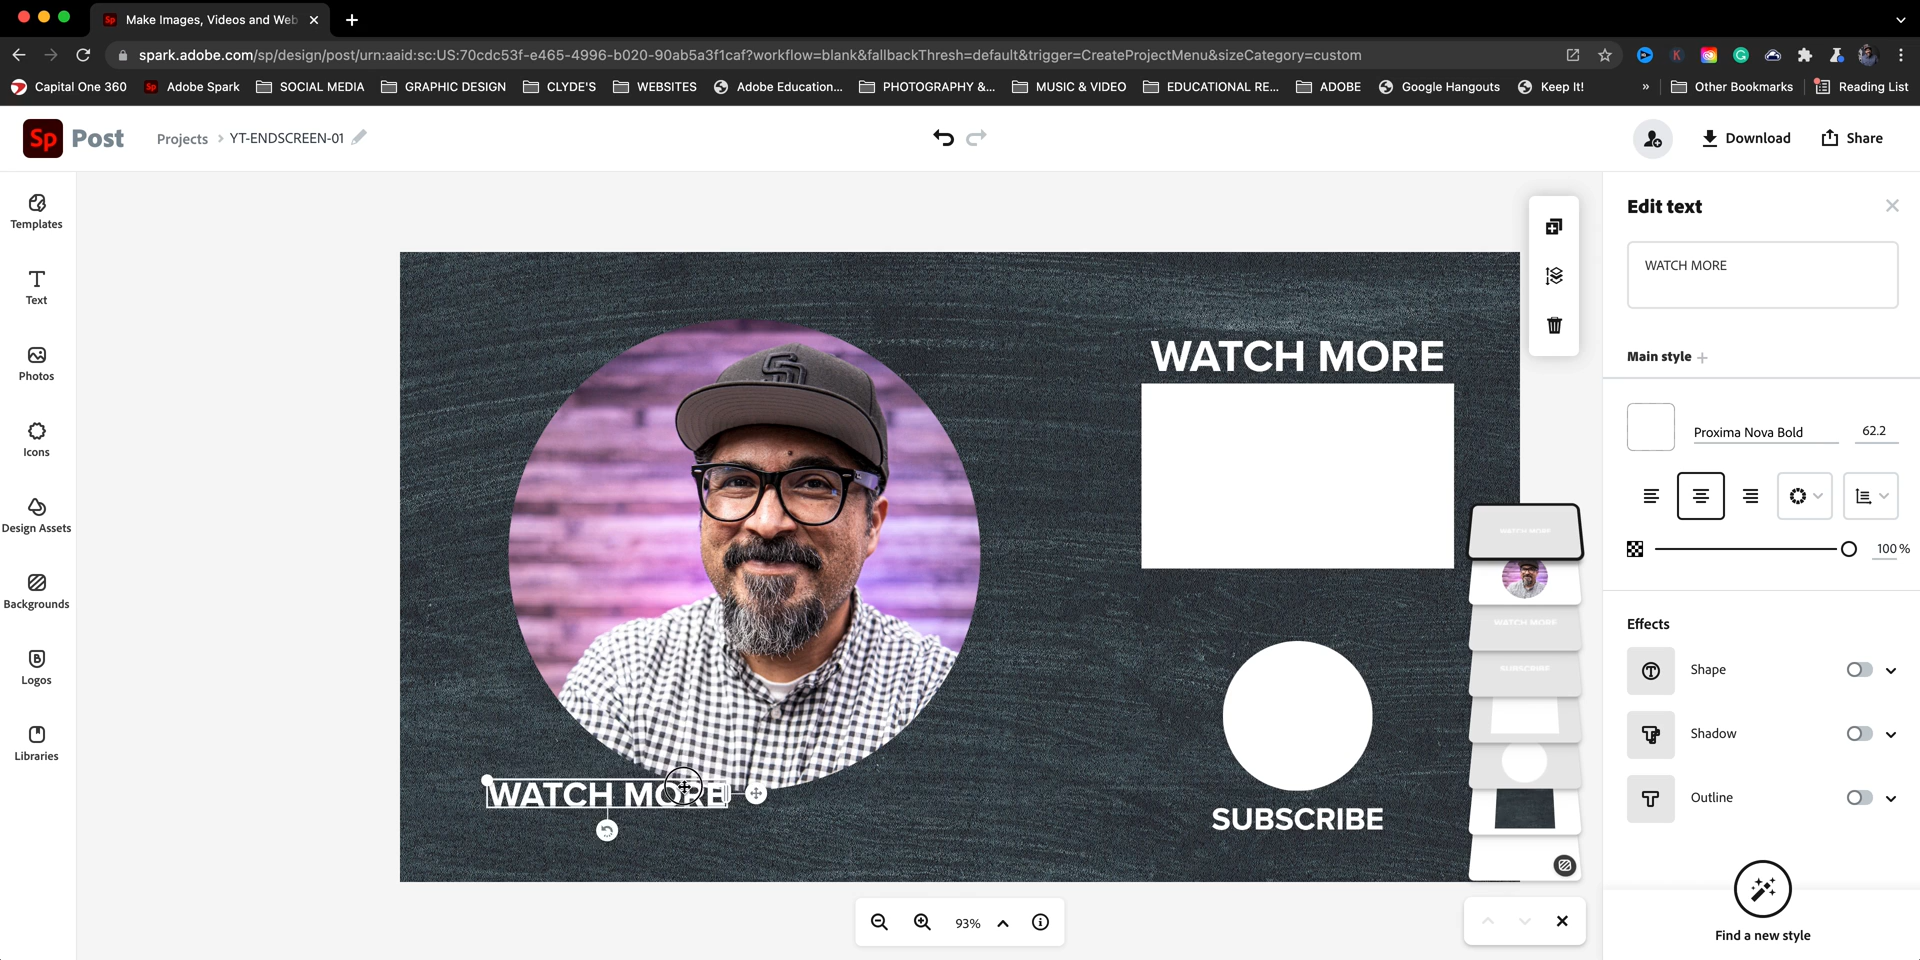 Make Images, Videos and Web
spark.adobe.com/sp/design/post/urn:aaid:sc:US:70cdc53f-e465-4996-b020-90ab5a3f1caf?workflow=blank&fallbackThresh=default&trigger=CreateProjectMenu&sizeCategory=custom
Capital One 360 Adobe Spark SOCIAL MEDIA GRAPHIC DESIGN CLYDE'S WEBSITES Adobe Education... PHOTOGRAPHY &... MUSIC & VIDEO EDUCATIONAL RE... ADOBE Google Hangouts Keep It! » Other Bookmarks Reading List
Sp Post Projects > YT-ENDSCREEN-01 Download Share
Templates
Text
Photos
Icons
Design Assets
Backgrounds
Logos
Libraries
WATCH MORE
WATCH MORE
SUBSCRIBE
WATCH MORE
WATCH MORE
SUBSCRIBE
93%
Edit text
WATCH MORE
Main style +
Proxima Nova Bold 62.2
100%
Effects
Shape
Shadow
Outline
Find a new style